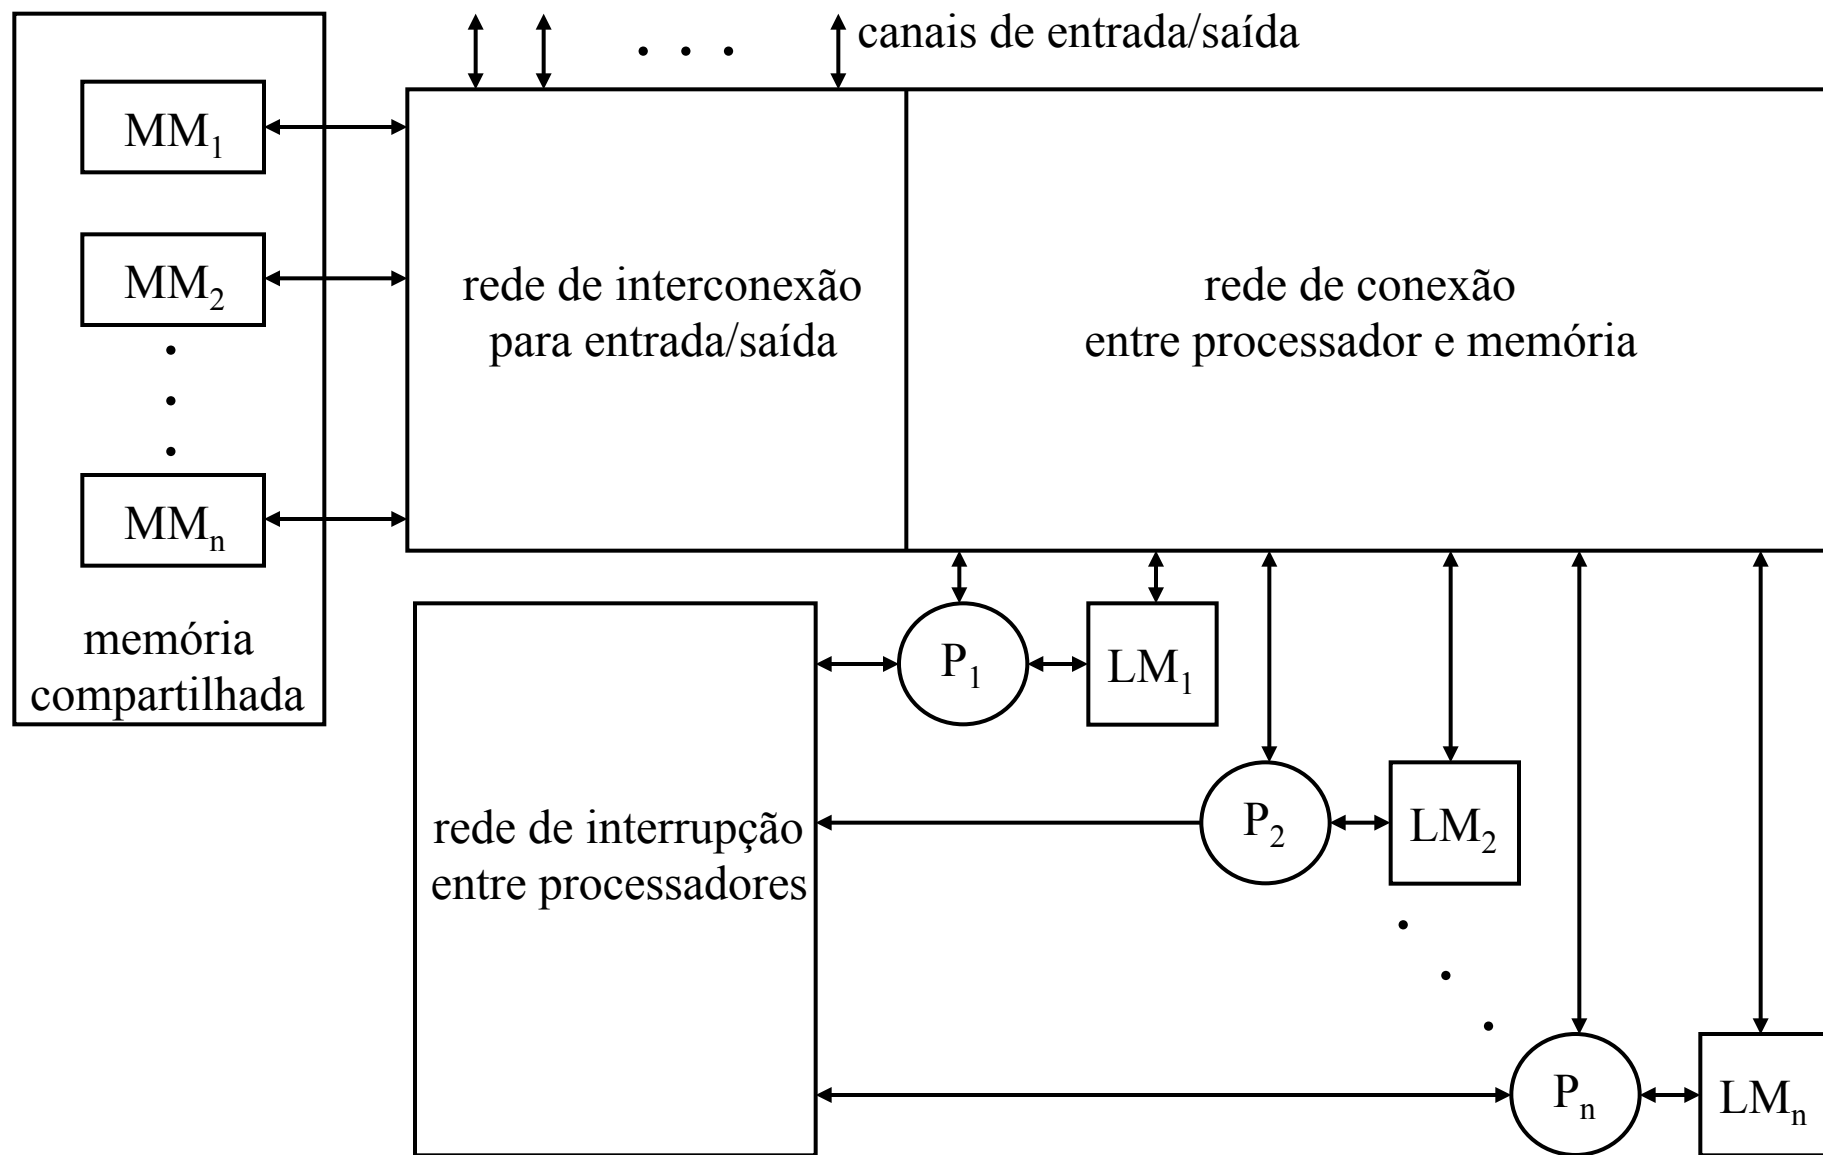 canais de entrada/saída
. . .
MM₁
MM₂
.
.
.
MMₙ
memória
compartilhada
rede de interconexão
para entrada/saída
rede de conexão
entre processador e memória
rede de interrupção
entre processadores
P₁
LM₁
P₂
LM₂
.
.
.
Pₙ
LMₙ